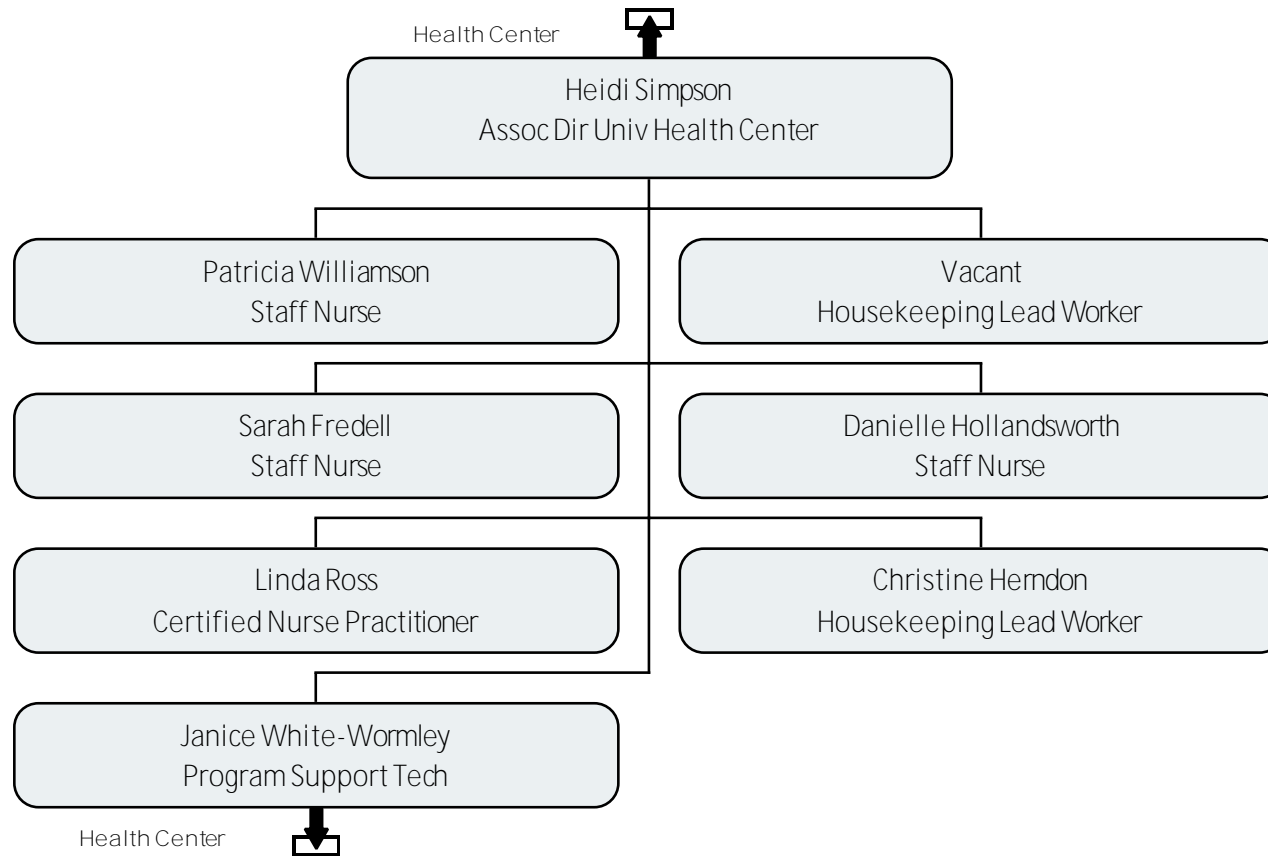 Health Center
Heidi Simpson
Assoc Dir Univ Health Center
Patricia Williamson
Staff Nurse
Vacant
Housekeeping Lead Worker
Sarah Fredell
Staff Nurse
Danielle Hollandsworth
Staff Nurse
Linda Ross
Certified Nurse Practitioner
Christine Herndon
Housekeeping Lead Worker
Janice White-Wormley
Program Support Tech
Health Center